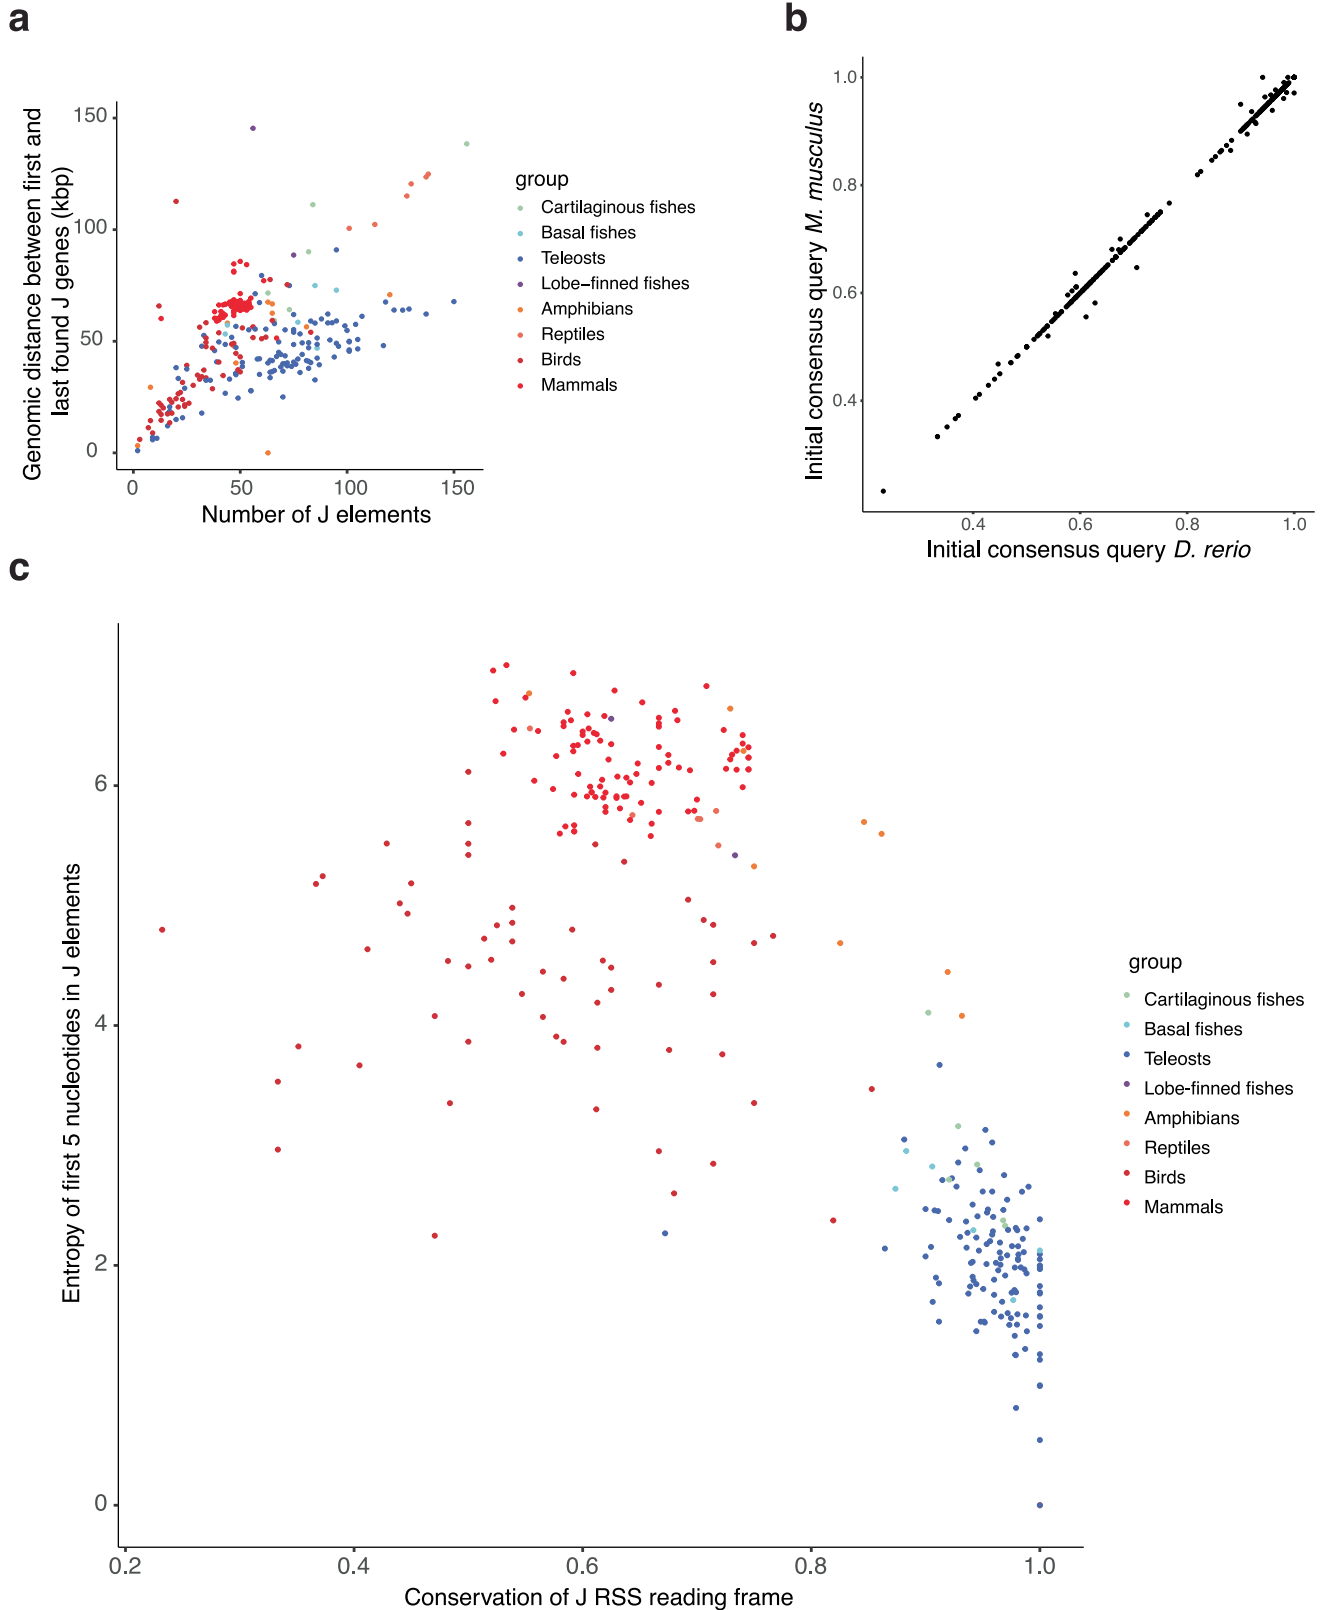 a
Genomic distance between first and
last found J genes (kbp)
150
100
50
0
0 50 100 150
Number of J elements
group
Cartilaginous fishes
Basal fishes
Teleosts
Lobe−finned fishes
Amphibians
Reptiles
Birds
Mammals
b
Initial consensus query M. musculus
1.0
0.8
0.6
0.4
0.4 0.6 0.8 1.0
Initial consensus query D. rerio
c
Entropy of first 5 nucleotides in J elements
6
4
2
0
0.2 0.4 0.6 0.8 1.0
Conservation of J RSS reading frame
group
Cartilaginous fishes
Basal fishes
Teleosts
Lobe-finned fishes
Amphibians
Reptiles
Birds
Mammals